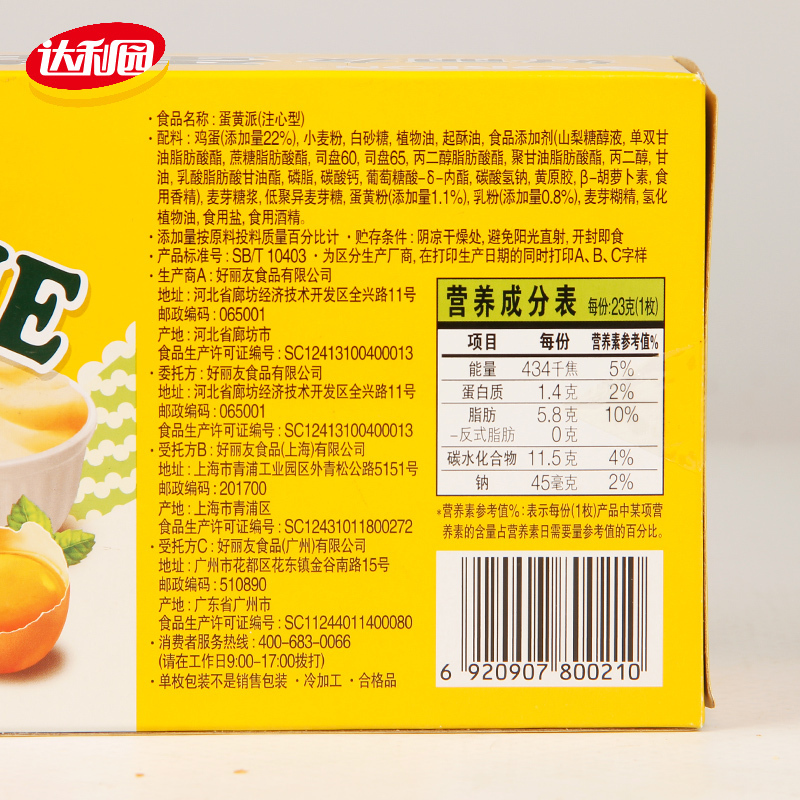 达利园
·食品名称:蛋黄派(注心型)
·配料:鸡蛋(添加量22%),小麦粉,白砂糖,植物油,起酥油,食品添加剂(山梨糖醇液,单双甘
油脂肪酸酯,蔗糖脂肪酸酯,司盘60,司盘65,丙二醇脂肪酸酯,聚甘油脂肪酸酯,丙二醇,甘
油,乳酸脂肪酸甘油酯,磷脂,碳酸钙,葡萄糖酸-δ-内酯,碳酸氢钠,黄原胶,β-胡萝卜素,食
用香精),麦芽糖浆,低聚异麦芽糖,蛋黄粉(添加量1.1%),乳粉(添加量0.8%),麦芽糊精,氢化
植物油,食用盐,食用酒精。
·添加量按原料投料质量百分比计 ·贮存条件:阴凉干燥处,避免阳光直射,开封即食
·产品标准号:SB/T 10403 ·为区分生产厂商,在打印生产日期的同时打印A、B、C字样
·生产商A:好丽友食品有限公司
地址:河北省廊坊经济技术开发区全兴路11号
邮政编码:065001
产地:河北省廊坊市
食品生产许可证编号:SC12413100400013
·委托方:好丽友食品有限公司
地址:河北省廊坊经济技术开发区全兴路11号
邮政编码:065001
食品生产许可证编号:SC12413100400013
·受托方B:好丽友食品(上海)有限公司
地址:上海市青浦工业园区外青松公路5151号
邮政编码:201700
产地:上海市青浦区
食品生产许可证编号:SC12431011800272
·受托方C:好丽友食品(广州)有限公司
地址:广州市花都区花东镇金谷南路15号
邮政编码:510890
产地:广东省广州市
食品生产许可证编号:SC11244011400080
·消费者服务热线:400-683-0066
(请在工作日9:00-17:00拨打)
·单枚包装不是销售包装 ·冷加工 ·合格品
营养成分表 每份:23克(1枚)
项目 每份 营养素参考值%
能量 434千焦 5%
蛋白质 1.4克 2%
脂肪 5.8克 10%
-反式脂肪 0克
碳水化合物 11.5克 4%
钠 45毫克 2%
*营养素参考值%:表示每份(1枚)产品中某项营
养素的含量占营养素日需要量参考值的百分比。
6 920907 800210